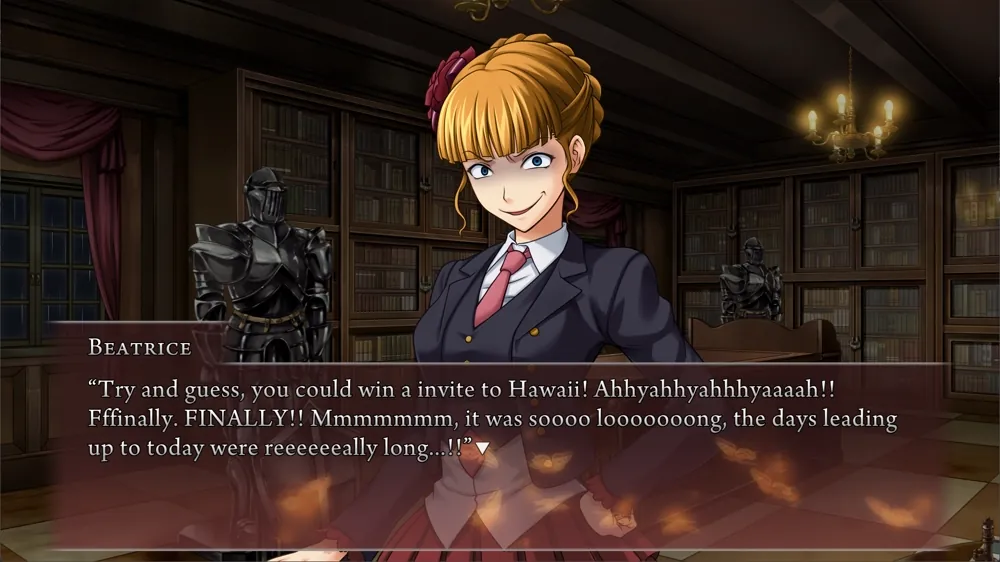 Beatrice
“Try and guess, you could win a invite to Hawaii! Ahhyahhyahhhyaaaah!!
Fffinally. FINALLY!! Mmmmmmm, it was soooo looooooong, the days leading
up to today were reeeeeeally long...!!”